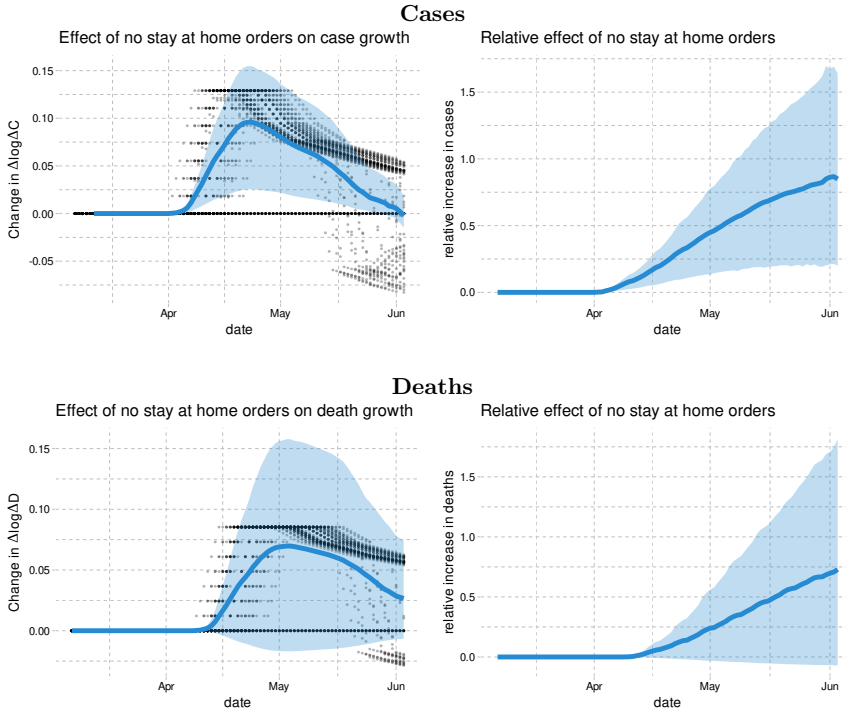 Cases
Effect of no stay at home orders on case growth
Change in ΔlogΔC
0.15
0.10
0.05
0.00
-0.05
Apr
May
Jun
date
Relative effect of no stay at home orders
relative increase in cases
1.5
1.0
0.5
0.0
Apr
May
Jun
date
Deaths
Effect of no stay at home orders on death growth
Change in ΔlogΔD
0.15
0.10
0.05
0.00
Apr
May
Jun
date
Relative effect of no stay at home orders
relative increase in deaths
1.5
1.0
0.5
0.0
Apr
May
Jun
date